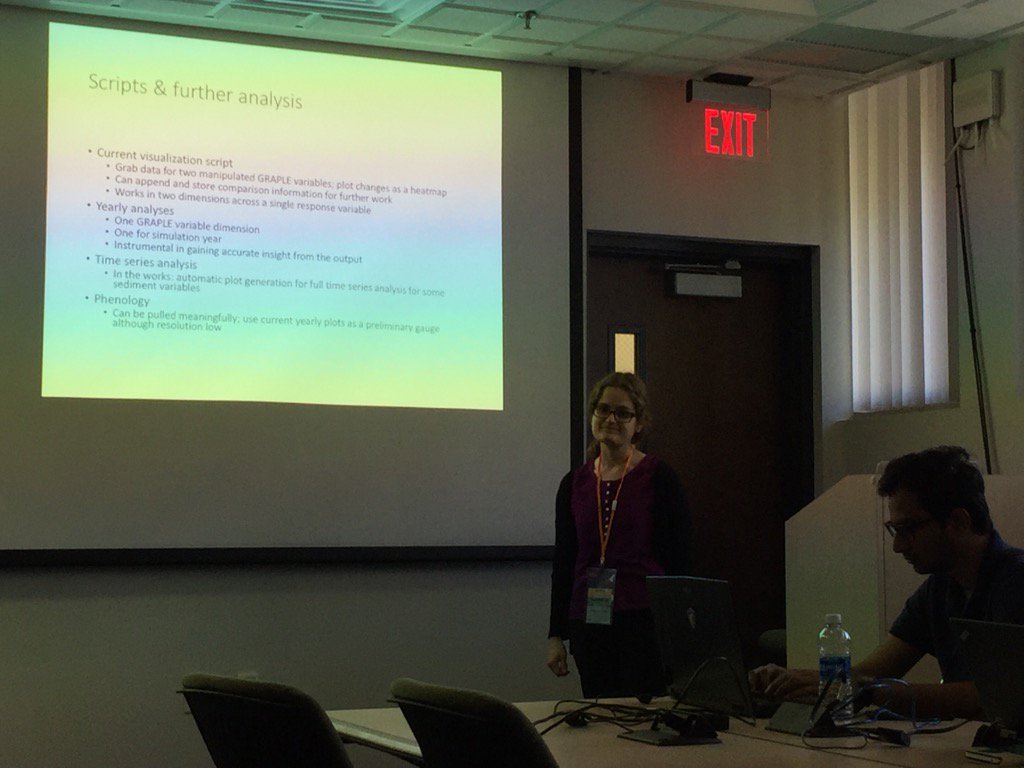 Scripts & further analysis
• Current visualization script
• Grab data for two manipulated GRAPLE variables; plot changes as a heatmap
• Can append and store comparison information for further work
• Works in two dimensions across a single response variable
• Yearly analyses
• One GRAPLE variable dimension
• One for simulation year
• Instrumental in gaining accurate insight from the output
• Time series analysis
• In the works: automatic plot generation for full time series analysis for some
sediment variables
• Phenology
• Can be pulled meaningfully; use current yearly plots as a preliminary gauge
although resolution low
EXIT